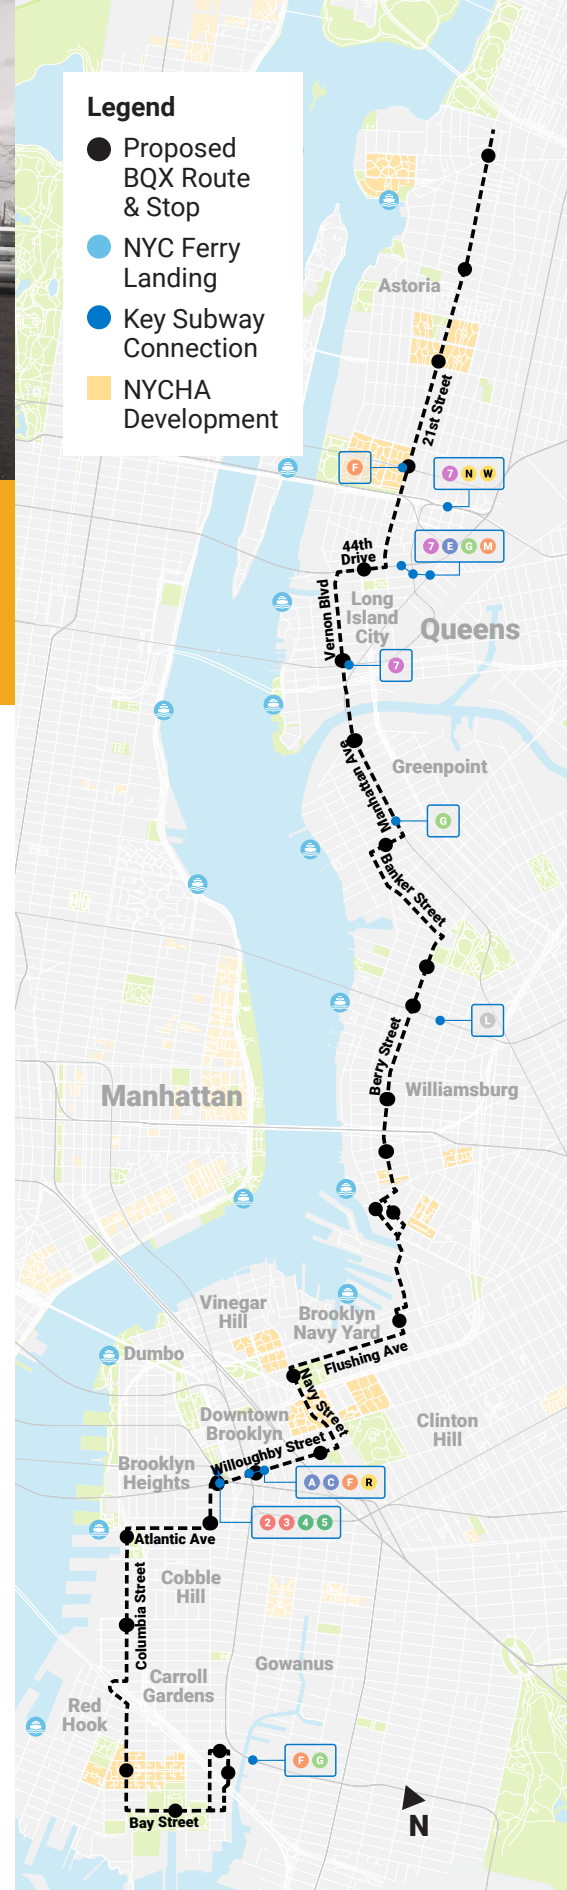 Legend
Proposed
BQX Route
& Stop
NYC Ferry
Landing
Key Subway
Connection
NYCHA
Development
Astoria
21st Street
F
7 N W
7 E G M
44th
Drive
Long
Island
City
Vernon Blvd
Queens
7
Manhattan Ave
Greenpoint
G
Banker Street
L
Berry Street
Manhattan
Williamsburg
Vinegar
Hill
Brooklyn
Navy Yard
Dumbo
Flushing Ave
Navy Street
Downtown
Brooklyn
Clinton
Hill
Willoughby Street
Brooklyn
Heights
A C F R
2 3 4 5
Atlantic Ave
Columbia Street
Cobble
Hill
Gowanus
Carroll
Gardens
Red
Hook
F G
Bay Street
N